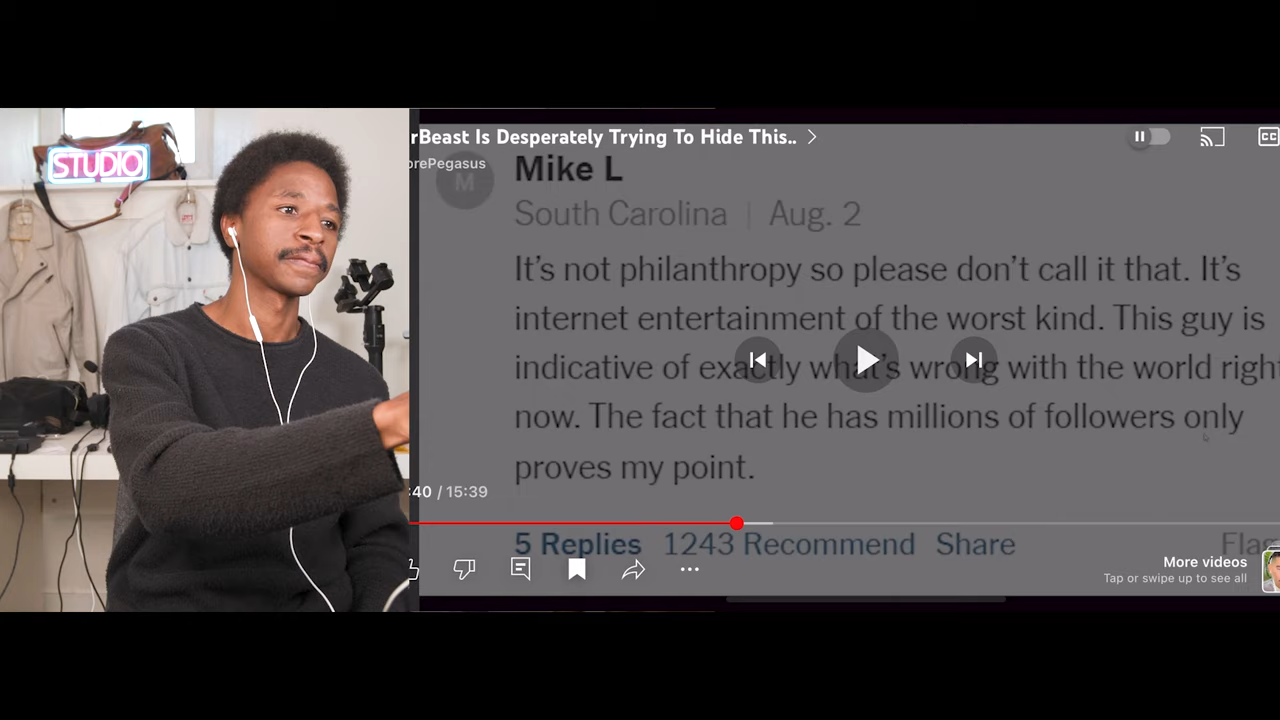 STUDIO
rBeast Is Desperately Trying To Hide This..
orePegasus
CC
M
Mike L
South Carolina | Aug. 2
It's not philanthropy so please don't call it that. It's
internet entertainment of the worst kind. This guy is
indicative of exactly what's wrong with the world right
now. The fact that he has millions of followers only
proves my point.
:40 / 15:39
5 Replies 1243 Recommend Share Flag
More videos
Tap or swipe up to see all